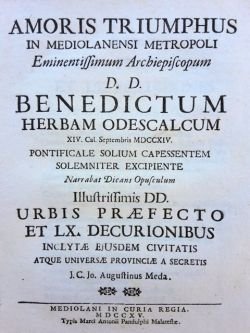 AMORIS TRIUMPHUS
IN MEDIOLANENSI METROPOLI
Eminentissimum Archiepiscopum
D. D.
BENEDICTUM
HERBAM ODESCALCUM
XIV. Cal. Septembris MDCCXIV.
PONTIFICALE SOLIUM CAPESSENTEM
SOLEMNITER EXCIPIENTE
Narrabat Dicans Opusculum
Illustrissimis DD.
URBIS PRÆFECTO
ET LX. DECURIONIBUS
INCLYTÆ EJUSDEM CIVITATIS
ATQUE UNIVERSÆ PROVINCIÆ A SECRETIS
J. C. Jo. Augustinus Meda.
MEDIOLANI IN CURIA REGIA.
MDCCXV.
Typis Marci Antonii Pandulphi Malatestæ.